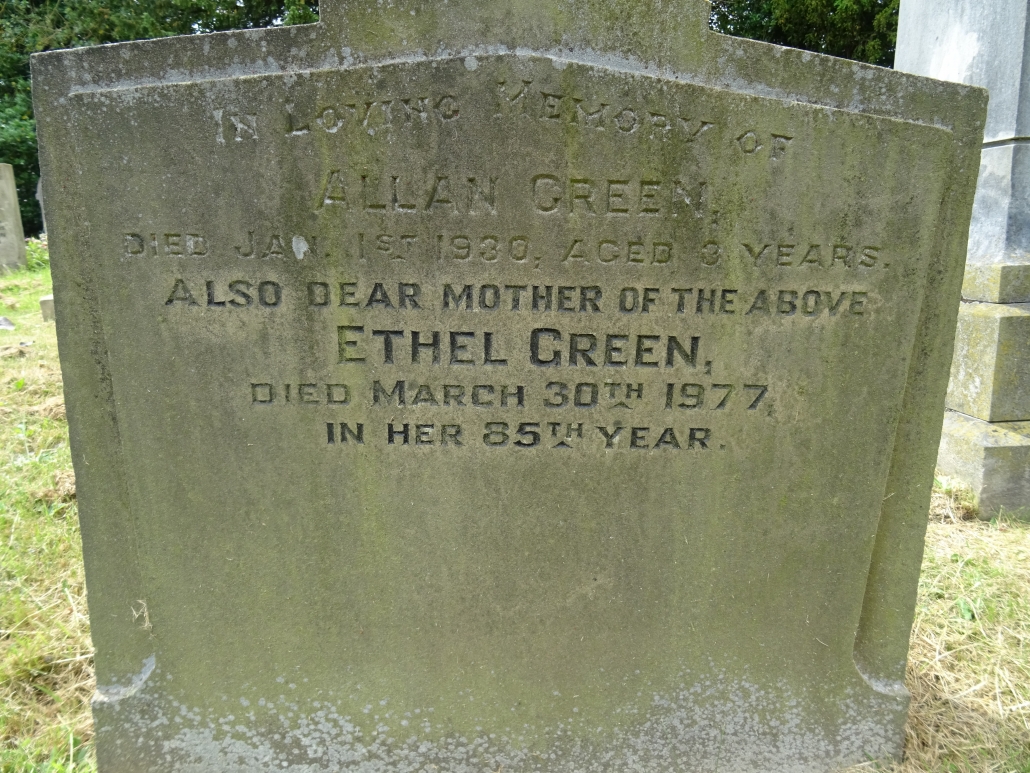 IN LOVING MEMORY OF
ALLAN GREEN,
DIED JAN. 1ST 1930, AGED 3 YEARS.
ALSO DEAR MOTHER OF THE ABOVE
ETHEL GREEN,
DIED MARCH 30TH 1977,
IN HER 85TH YEAR.